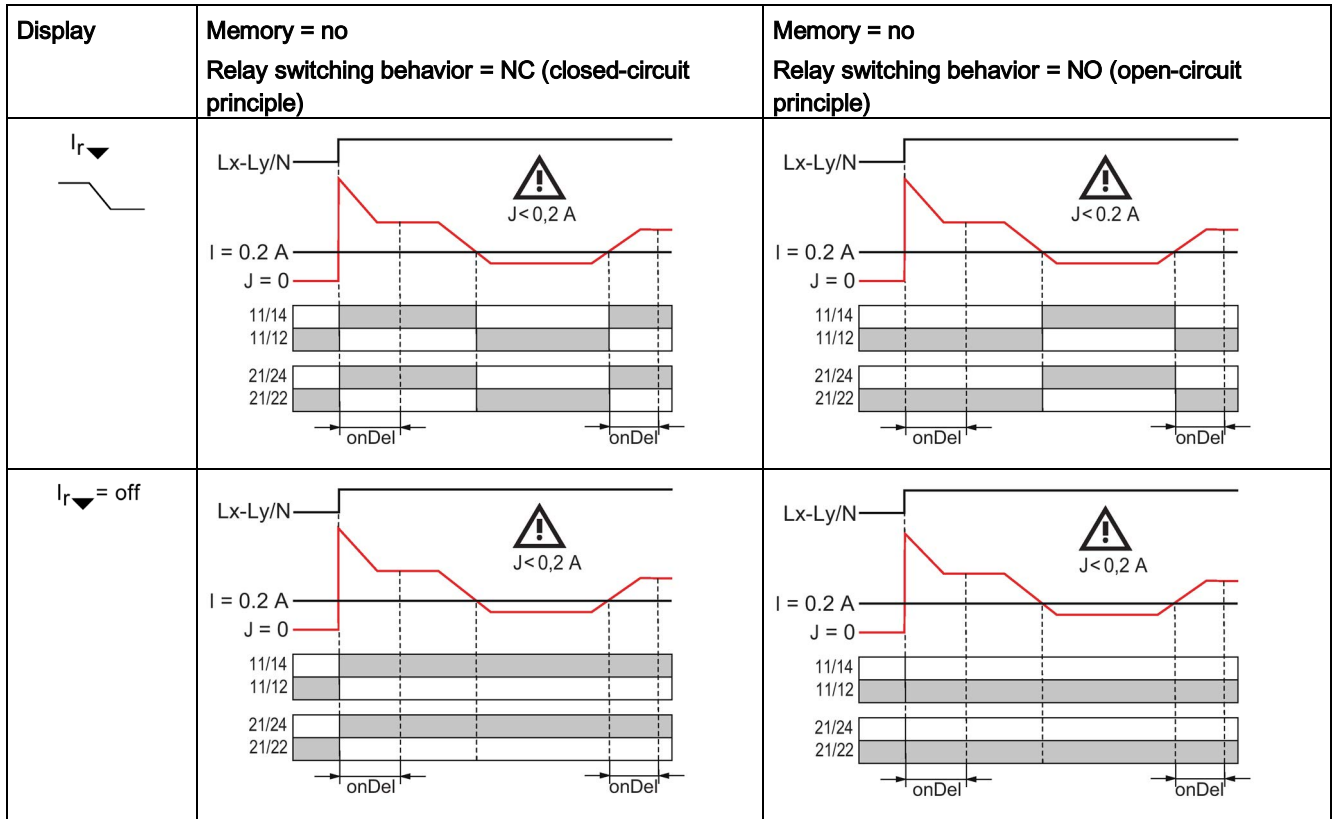 Display
Memory = no
Relay switching behavior = NC (closed-circuit
principle)
Memory = no
Relay switching behavior = NO (open-circuit
principle)
Ir
Lx-Ly/N
J< 0,2 A
I = 0.2 A
J = 0
11/14
11/12
21/24
21/22
onDel
onDel
Lx-Ly/N
J< 0.2 A
I = 0.2 A
J = 0
11/14
11/12
21/24
21/22
onDel
onDel
Ir = off
Lx-Ly/N
J< 0,2 A
I = 0.2 A
J = 0
11/14
11/12
21/24
21/22
onDel
onDel
Lx-Ly/N
J< 0,2 A
I = 0.2 A
J = 0
11/14
11/12
21/24
21/22
onDel
onDel